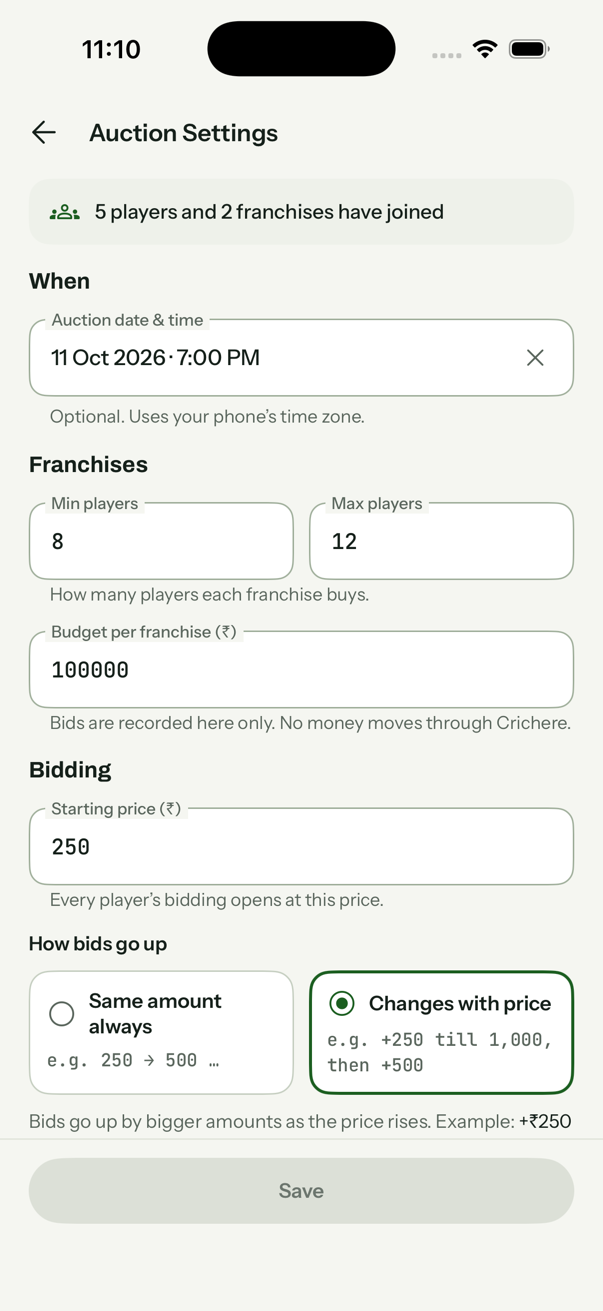 11:10
Auction Settings
5 players and 2 franchises have joined
When
Auction date & time
11 Oct 2026 · 7:00 PM
Optional. Uses your phone’s time zone.
Franchises
Min players
Max players
8
12
How many players each franchise buys.
Budget per franchise (₹)
100000
Bids are recorded here only. No money moves through Crichere.
Bidding
Starting price (₹)
250
Every player’s bidding opens at this price.
How bids go up
Same amount
always
e.g. 250 → 500 …
Changes with price
e.g. +250 till 1,000,
then +500
Bids go up by bigger amounts as the price rises. Example: +₹250
Save